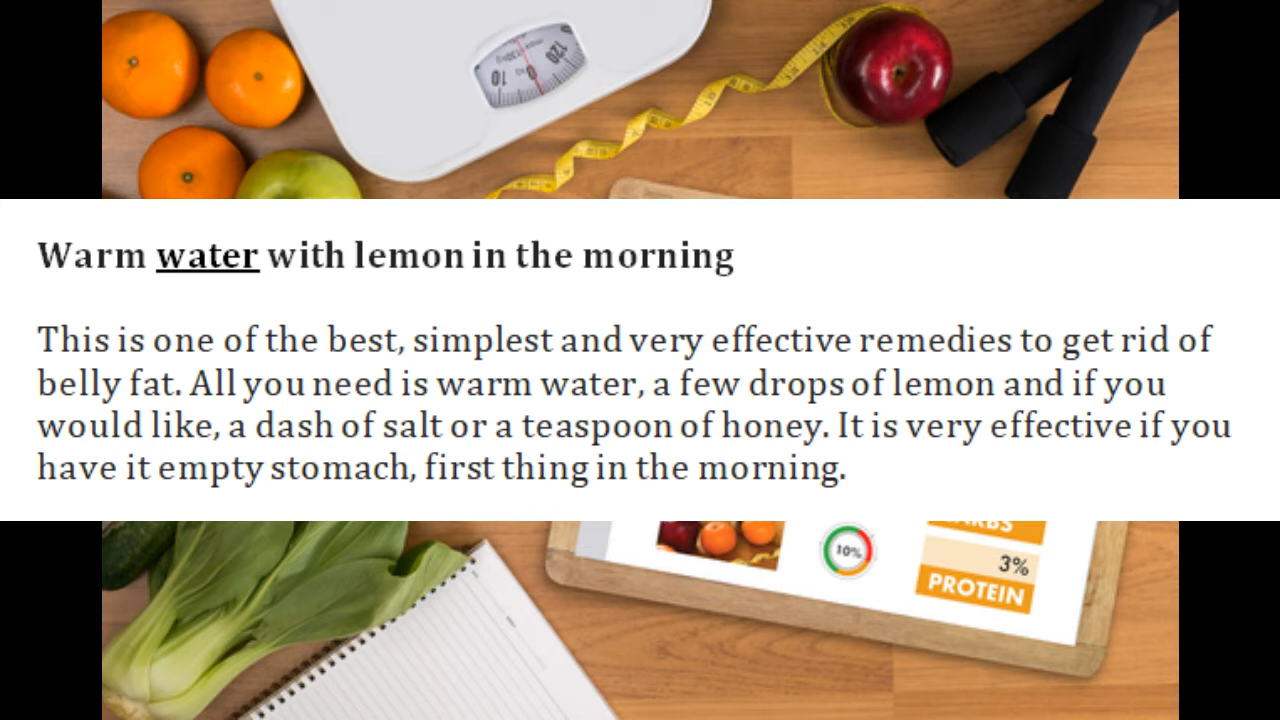 10 0 120
Warm water with lemon in the morning
This is one of the best, simplest and very effective remedies to get rid of
belly fat. All you need is warm water, a few drops of lemon and if you
would like, a dash of salt or a teaspoon of honey. It is very effective if you
have it empty stomach, first thing in the morning.
10%
3%
PROTEIN